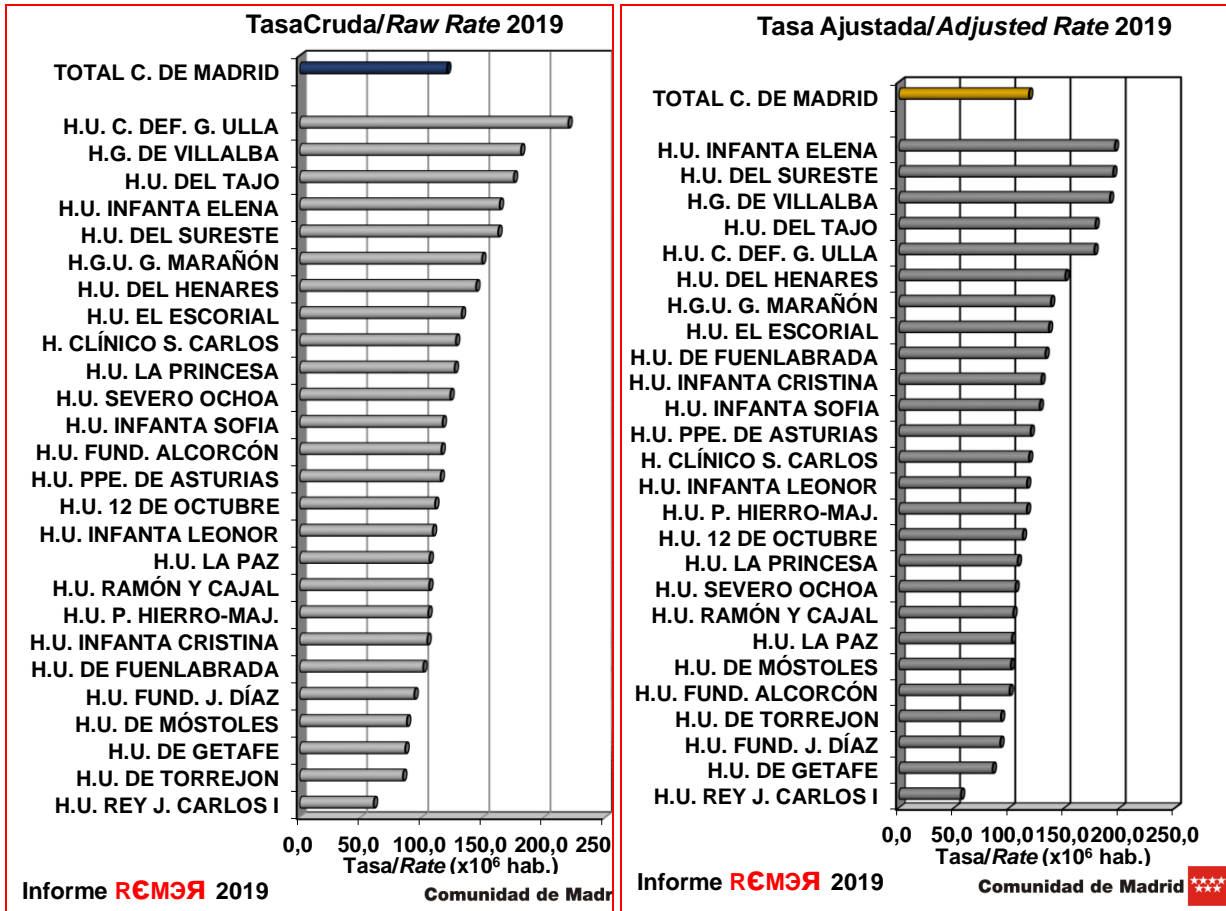 TasaCruda/Raw Rate 2019
TOTAL C. DE MADRID
H.U. C. DEF. G. ULLA
H.G. DE VILLALBA
H.U. DEL TAJO
H.U. INFANTA ELENA
H.U. DEL SURESTE
H.G.U. G. MARAÑÓN
H.U. DEL HENARES
H.U. EL ESCORIAL
H. CLÍNICO S. CARLOS
H.U. LA PRINCESA
H.U. SEVERO OCHOA
H.U. INFANTA SOFIA
H.U. FUND. ALCORCÓN
H.U. PPE. DE ASTURIAS
H.U. 12 DE OCTUBRE
H.U. INFANTA LEONOR
H.U. LA PAZ
H.U. RAMÓN Y CAJAL
H.U. P. HIERRO-MAJ.
H.U. INFANTA CRISTINA
H.U. DE FUENLABRADA
H.U. FUND. J. DÍAZ
H.U. DE MÓSTOLES
H.U. DE GETAFE
H.U. DE TORREJON
H.U. REY J. CARLOS I
0,0 50,0 100,0 150,0 200,0 250
Tasa/Rate (x10⁶ hab.)
Informe RЄMЭЯ 2019
Comunidad de Madr
Tasa Ajustada/Adjusted Rate 2019
TOTAL C. DE MADRID
H.U. INFANTA ELENA
H.U. DEL SURESTE
H.G. DE VILLALBA
H.U. DEL TAJO
H.U. C. DEF. G. ULLA
H.U. DEL HENARES
H.G.U. G. MARAÑÓN
H.U. EL ESCORIAL
H.U. DE FUENLABRADA
H.U. INFANTA CRISTINA
H.U. INFANTA SOFIA
H.U. PPE. DE ASTURIAS
H. CLÍNICO S. CARLOS
H.U. INFANTA LEONOR
H.U. P. HIERRO-MAJ.
H.U. 12 DE OCTUBRE
H.U. LA PRINCESA
H.U. SEVERO OCHOA
H.U. RAMÓN Y CAJAL
H.U. LA PAZ
H.U. DE MÓSTOLES
H.U. FUND. ALCORCÓN
H.U. DE TORREJON
H.U. FUND. J. DÍAZ
H.U. DE GETAFE
H.U. REY J. CARLOS I
0,0 50,0 100,0 150,0 200,0 250,0
Tasa/Rate (x10⁶ hab.)
Informe RЄMЭЯ 2019
Comunidad de Madrid